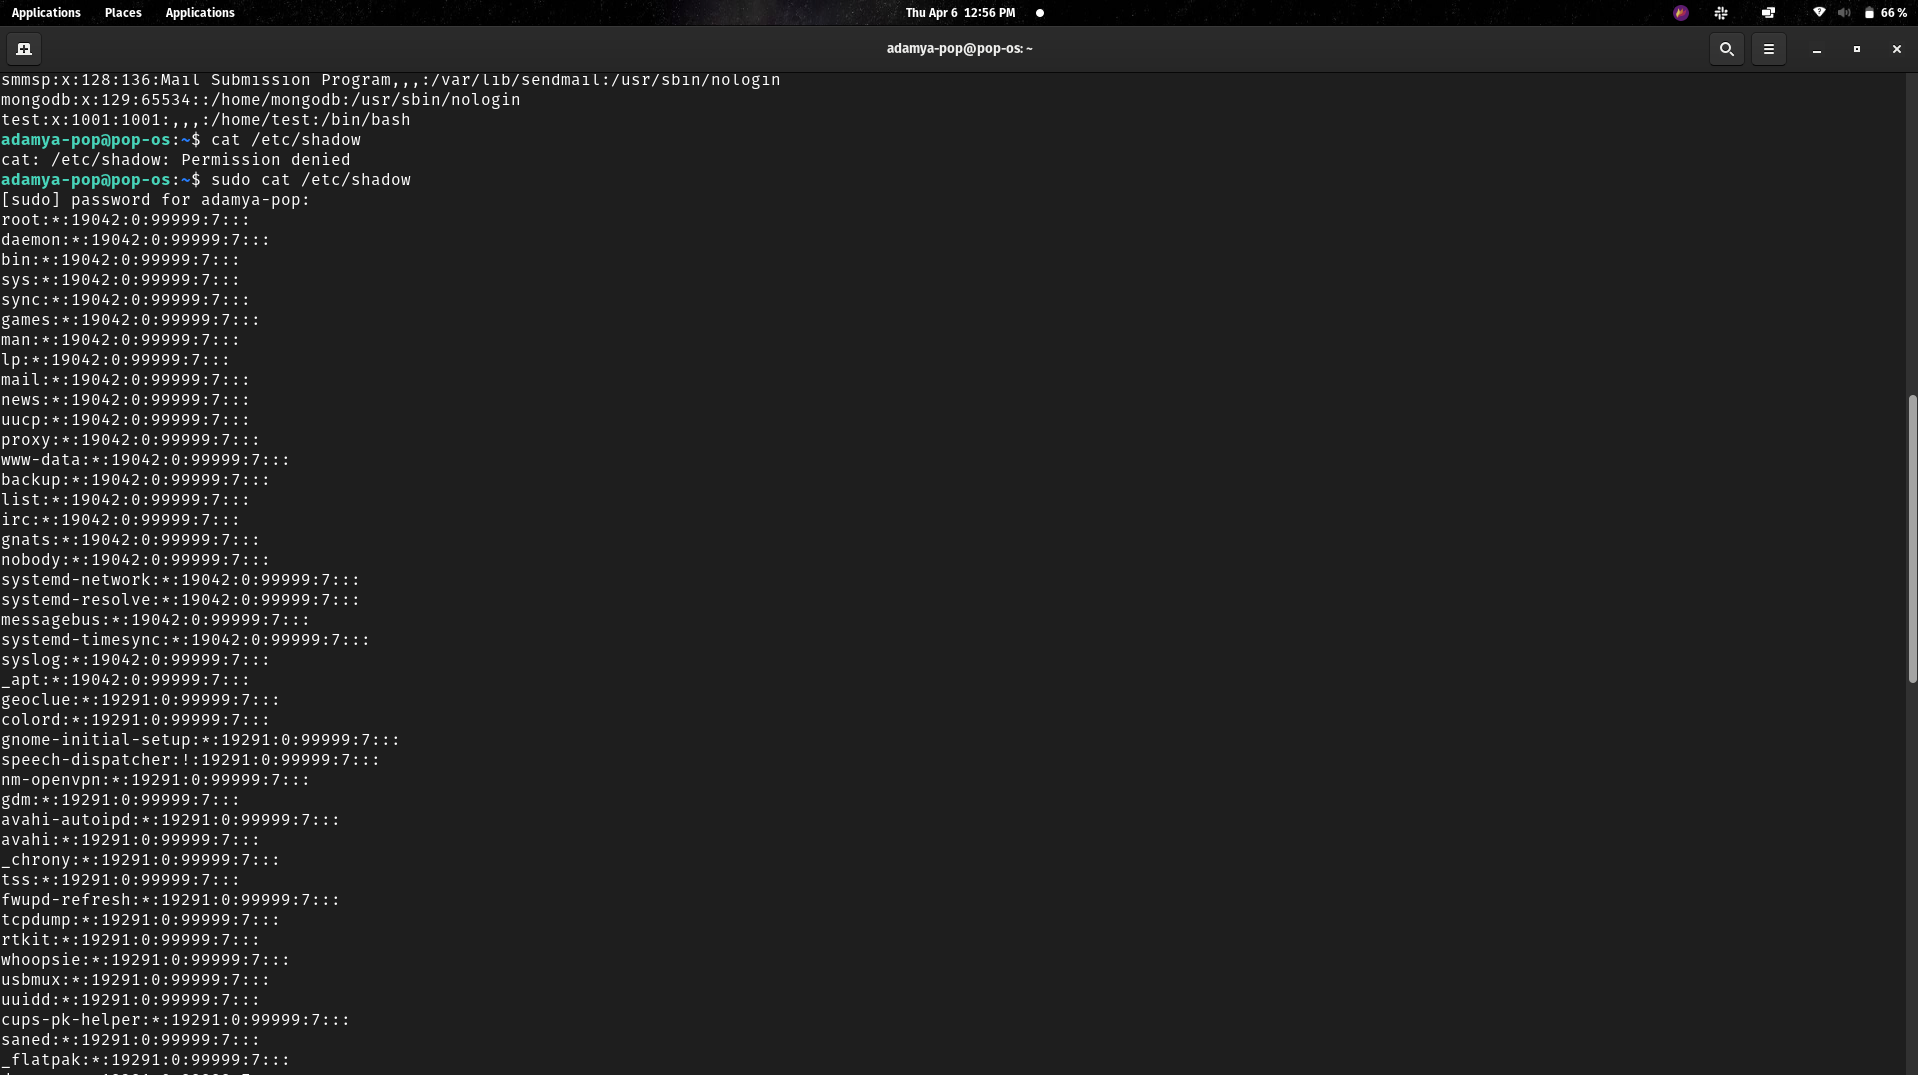 Applications Places Applications Thu Apr 6 12:56 PM 66 %
adamya-pop@pop-os: ~
smmsp:x:128:136:Mail Submission Program,,,:/var/lib/sendmail:/usr/sbin/nologin
mongodb:x:129:65534::/home/mongodb:/usr/sbin/nologin
test:x:1001:1001:,,,:/home/test:/bin/bash
adamya-pop@pop-os:~$ cat /etc/shadow
cat: /etc/shadow: Permission denied
adamya-pop@pop-os:~$ sudo cat /etc/shadow
[sudo] password for adamya-pop:
root:*:19042:0:99999:7:::
daemon:*:19042:0:99999:7:::
bin:*:19042:0:99999:7:::
sys:*:19042:0:99999:7:::
sync:*:19042:0:99999:7:::
games:*:19042:0:99999:7:::
man:*:19042:0:99999:7:::
lp:*:19042:0:99999:7:::
mail:*:19042:0:99999:7:::
news:*:19042:0:99999:7:::
uucp:*:19042:0:99999:7:::
proxy:*:19042:0:99999:7:::
www-data:*:19042:0:99999:7:::
backup:*:19042:0:99999:7:::
list:*:19042:0:99999:7:::
irc:*:19042:0:99999:7:::
gnats:*:19042:0:99999:7:::
nobody:*:19042:0:99999:7:::
systemd-network:*:19042:0:99999:7:::
systemd-resolve:*:19042:0:99999:7:::
messagebus:*:19042:0:99999:7:::
systemd-timesync:*:19042:0:99999:7:::
syslog:*:19042:0:99999:7:::
_apt:*:19042:0:99999:7:::
geoclue:*:19291:0:99999:7:::
colord:*:19291:0:99999:7:::
gnome-initial-setup:*:19291:0:99999:7:::
speech-dispatcher:!:19291:0:99999:7:::
nm-openvpn:*:19291:0:99999:7:::
gdm:*:19291:0:99999:7:::
avahi-autoipd:*:19291:0:99999:7:::
avahi:*:19291:0:99999:7:::
_chrony:*:19291:0:99999:7:::
tss:*:19291:0:99999:7:::
fwupd-refresh:*:19291:0:99999:7:::
tcpdump:*:19291:0:99999:7:::
rtkit:*:19291:0:99999:7:::
whoopsie:*:19291:0:99999:7:::
usbmux:*:19291:0:99999:7:::
uuidd:*:19291:0:99999:7:::
cups-pk-helper:*:19291:0:99999:7:::
saned:*:19291:0:99999:7:::
_flatpak:*:19291:0:99999:7:::